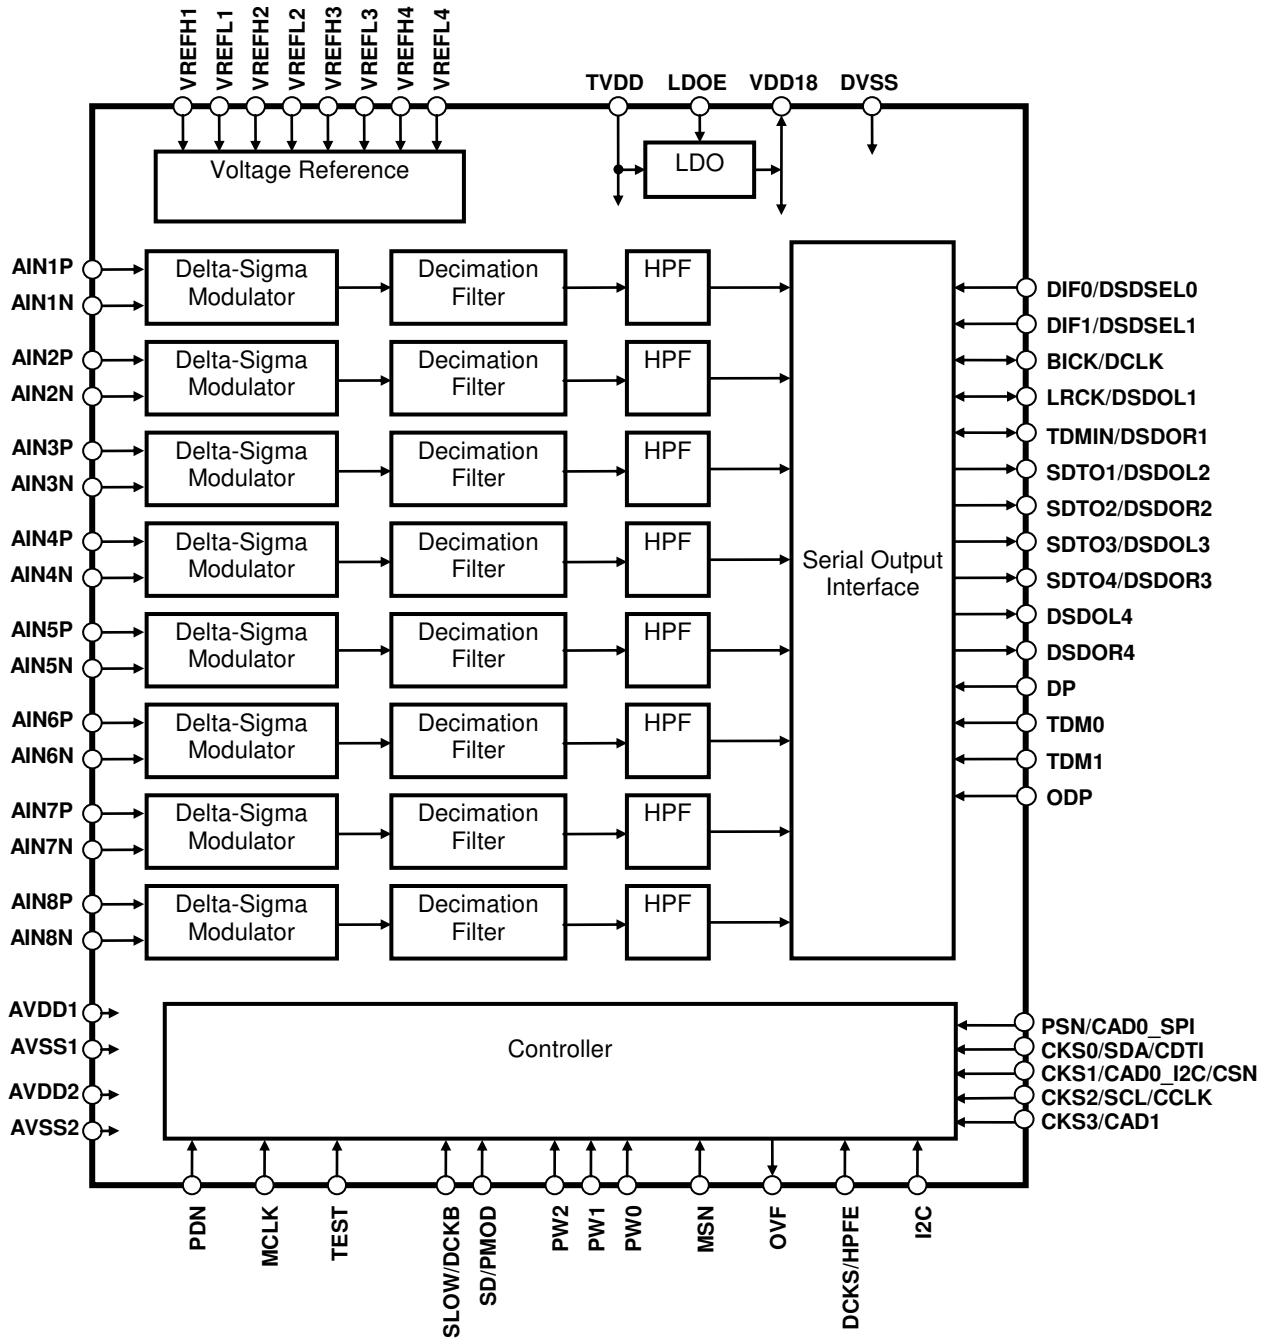 VREFH1
VREFL1
VREFH2
VREFL2
VREFH3
VREFL3
VREFH4
VREFL4
TVDD
LDOE
VDD18
DVSS
Voltage Reference
LDO
AIN1P
AIN1N
Delta-Sigma
Modulator
Decimation
Filter
HPF
AIN2P
AIN2N
Delta-Sigma
Modulator
Decimation
Filter
HPF
AIN3P
AIN3N
Delta-Sigma
Modulator
Decimation
Filter
HPF
AIN4P
AIN4N
Delta-Sigma
Modulator
Decimation
Filter
HPF
AIN5P
AIN5N
Delta-Sigma
Modulator
Decimation
Filter
HPF
AIN6P
AIN6N
Delta-Sigma
Modulator
Decimation
Filter
HPF
AIN7P
AIN7N
Delta-Sigma
Modulator
Decimation
Filter
HPF
AIN8P
AIN8N
Delta-Sigma
Modulator
Decimation
Filter
HPF
Serial Output
Interface
DIF0/DSDSEL0
DIF1/DSDSEL1
BICK/DCLK
LRCK/DSDOL1
TDMIN/DSDOR1
SDTO1/DSDOL2
SDTO2/DSDOR2
SDTO3/DSDOL3
SDTO4/DSDOR3
DSDOL4
DSDOR4
DP
TDM0
TDM1
ODP
AVDD1
AVSS1
AVDD2
AVSS2
Controller
PSN/CAD0_SPI
CKS0/SDA/CDTI
CKS1/CAD0_I2C/CSN
CKS2/SCL/CCLK
CKS3/CAD1
PDN
MCLK
TEST
SLOW/DCKB
SD/PMOD
PW2
PW1
PW0
MSN
OVF
DCKS/HPFE
I2C